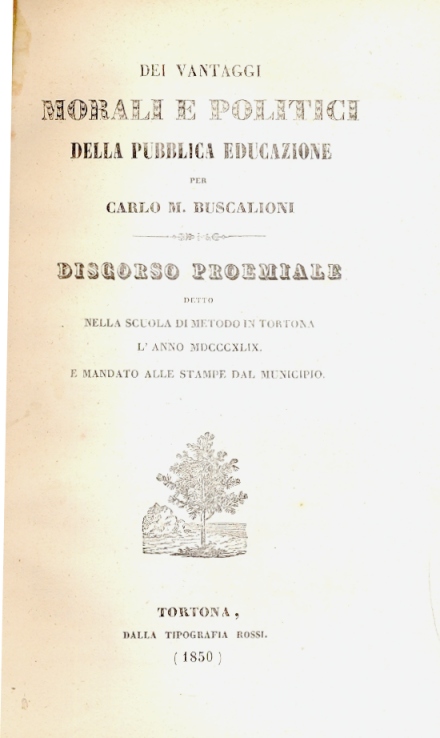 DEI VANTAGGI
MORALI E POLITICI
DELLA PUBBLICA EDUCAZIONE
PER
CARLO M. BUSCALIONI
DISCORSO PROEMIALE
DETTO
NELLA SCUOLA DI METODO IN TORTONA
L' ANNO MDCCCXLIX.
E MANDATO ALLE STAMPE DAL MUNICIPIO.
TORTONA,
DALLA TIPOGRAFIA ROSSI.
(1850)